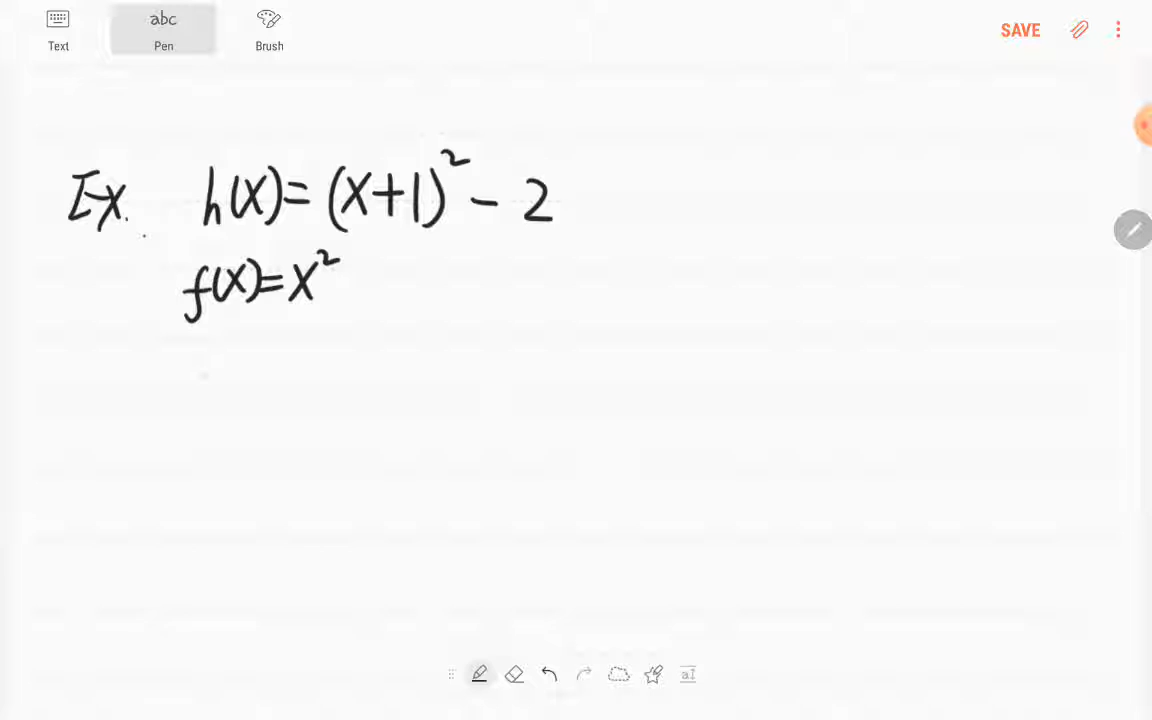 abc
Text Pen Brush SAVE
Ex. h(x)=(x+1)² - 2
f(x)=x²